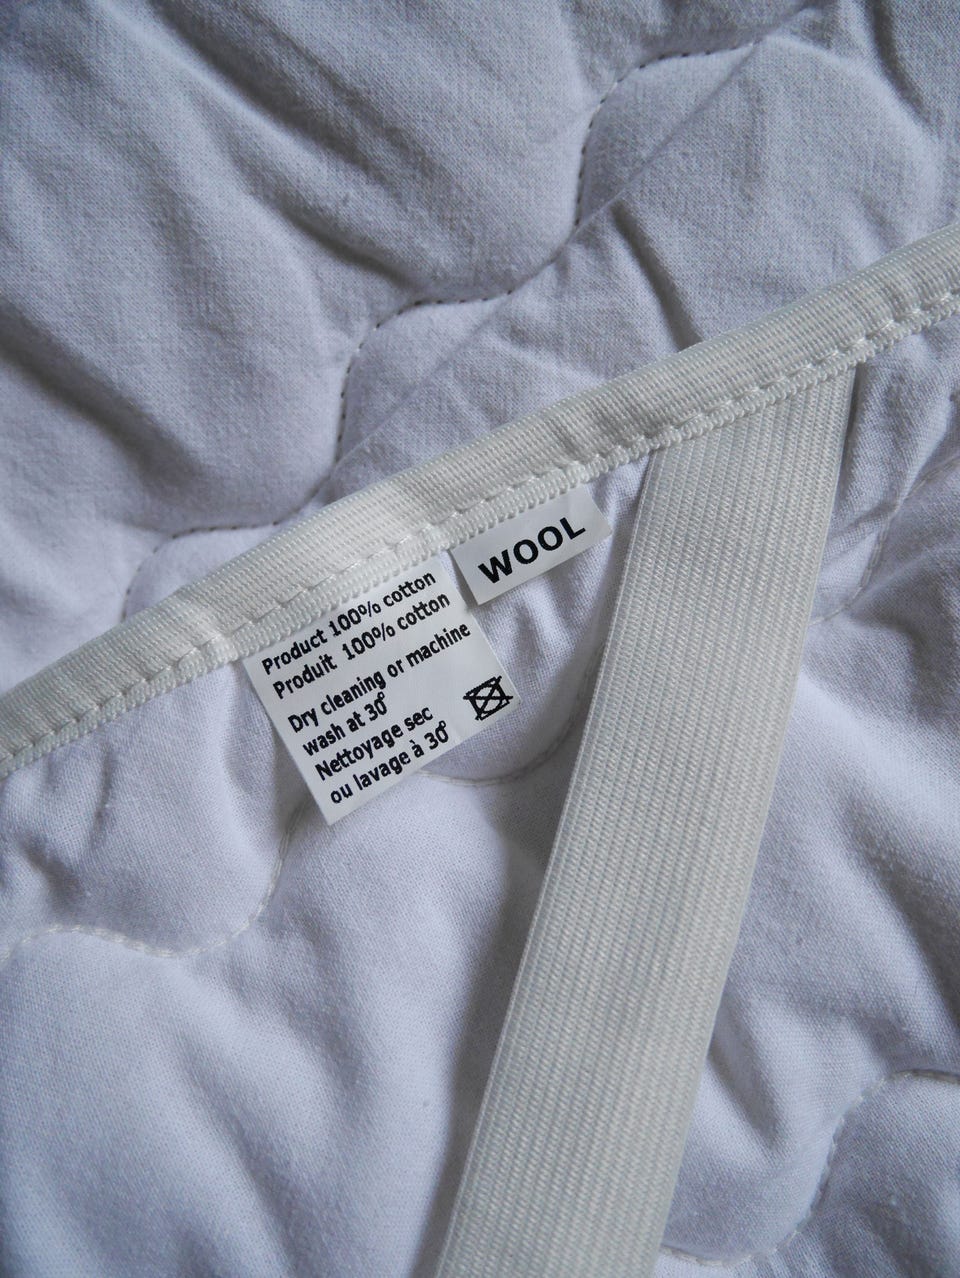 WOOL
Product 100% cotton
Produit 100% cotton
Dry cleaning or machine
wash at 30°
Nettoyage sec
ou lavage à 30°